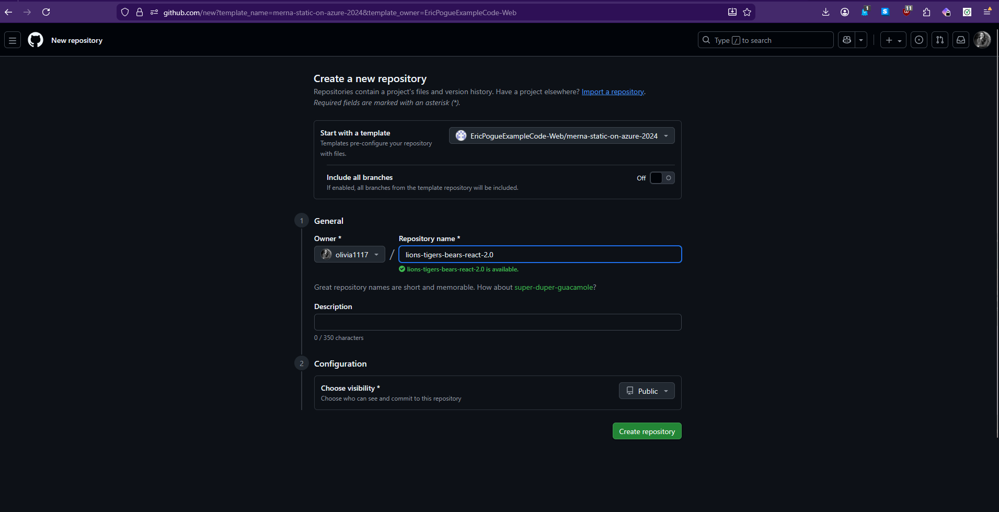 github.com/new?template_name=merna-static-on-azure-2024&template_owner=EricPogueExampleCode-Web
1
S
11
New repository
Type / to search
Create a new repository
Repositories contain a project's files and version history. Have a project elsewhere? Import a repository.
Required fields are marked with an asterisk (*).
Start with a template
Templates pre-configure your repository
with files.
EricPogueExampleCode-Web/merna-static-on-azure-2024
Include all branches
If enabled, all branches from the template repository will be included.
Off
1
General
Owner *
Repository name *
olivia1117
/
lions-tigers-bears-react-2.0
lions-tigers-bears-react-2.0 is available.
Great repository names are short and memorable. How about super-duper-guacamole?
Description
0 / 350 characters
2
Configuration
Choose visibility *
Choose who can see and commit to this repository
Public
Create repository